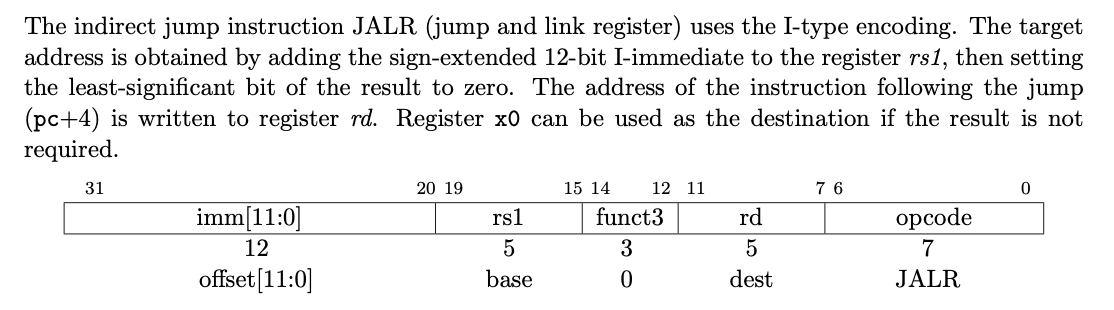 The indirect jump instruction JALR (jump and link register) uses the I-type encoding. The target
address is obtained by adding the sign-extended 12-bit I-immediate to the register rs1, then setting
the least-significant bit of the result to zero. The address of the instruction following the jump
(pc+4) is written to register rd. Register x0 can be used as the destination if the result is not
required.
31 20 19 15 14 12 11 7 6 0
imm[11:0] rs1 funct3 rd opcode
12 5 3 5 7
offset[11:0] base 0 dest JALR